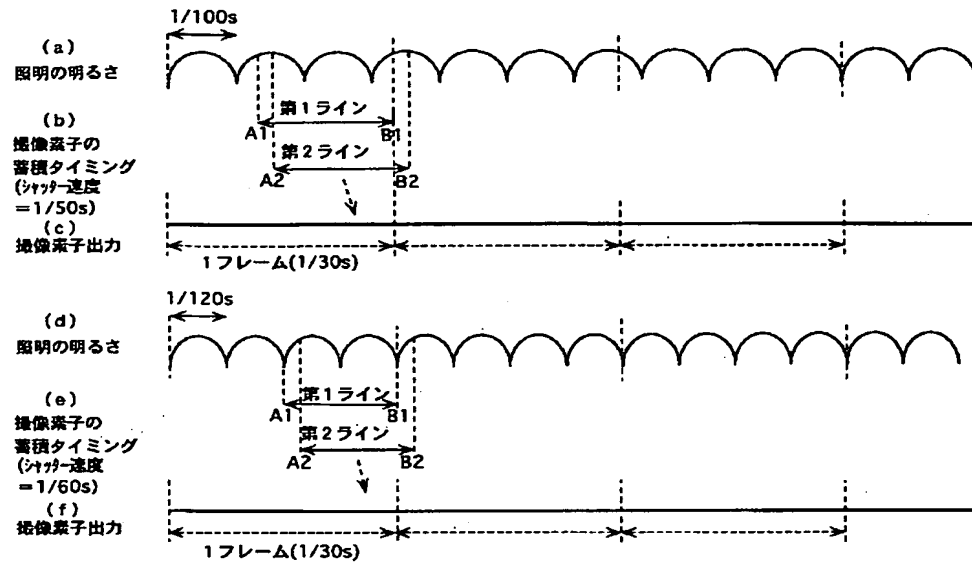 1/100s
(a)
照明の明るさ
(b)
撮像素子の
蓄積タイミング
(シャッター速度
=1/50s)
第1ライン
A1
B1
第2ライン
A2
B2
(c)
撮像素子出力
1フレーム(1/30s)
1/120s
(d)
照明の明るさ
(e)
撮像素子の
蓄積タイミング
(シャッター速度
=1/60s)
第1ライン
A1
B1
第2ライン
A2
B2
(f)
撮像素子出力
1フレーム(1/30s)